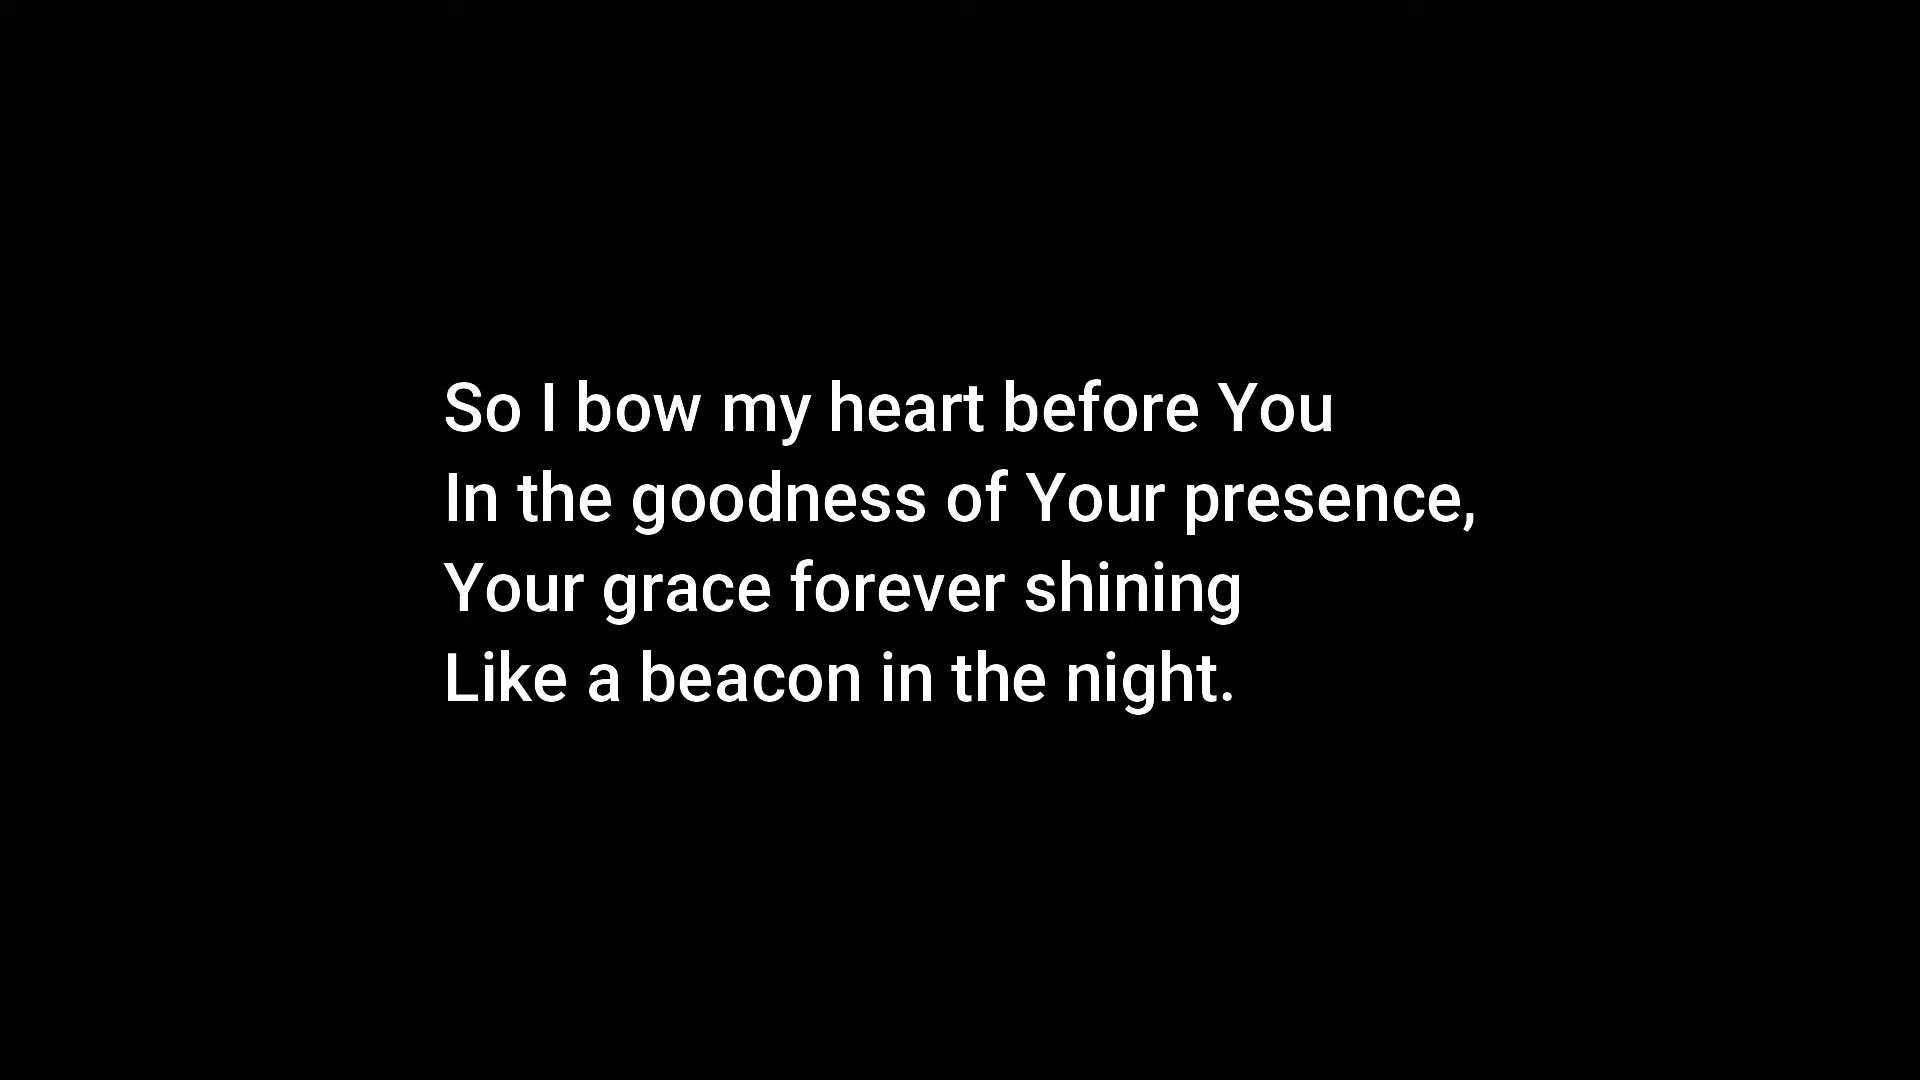 So I bow my heart before You
In the goodness of Your presence,
Your grace forever shining
Like a beacon in the night.